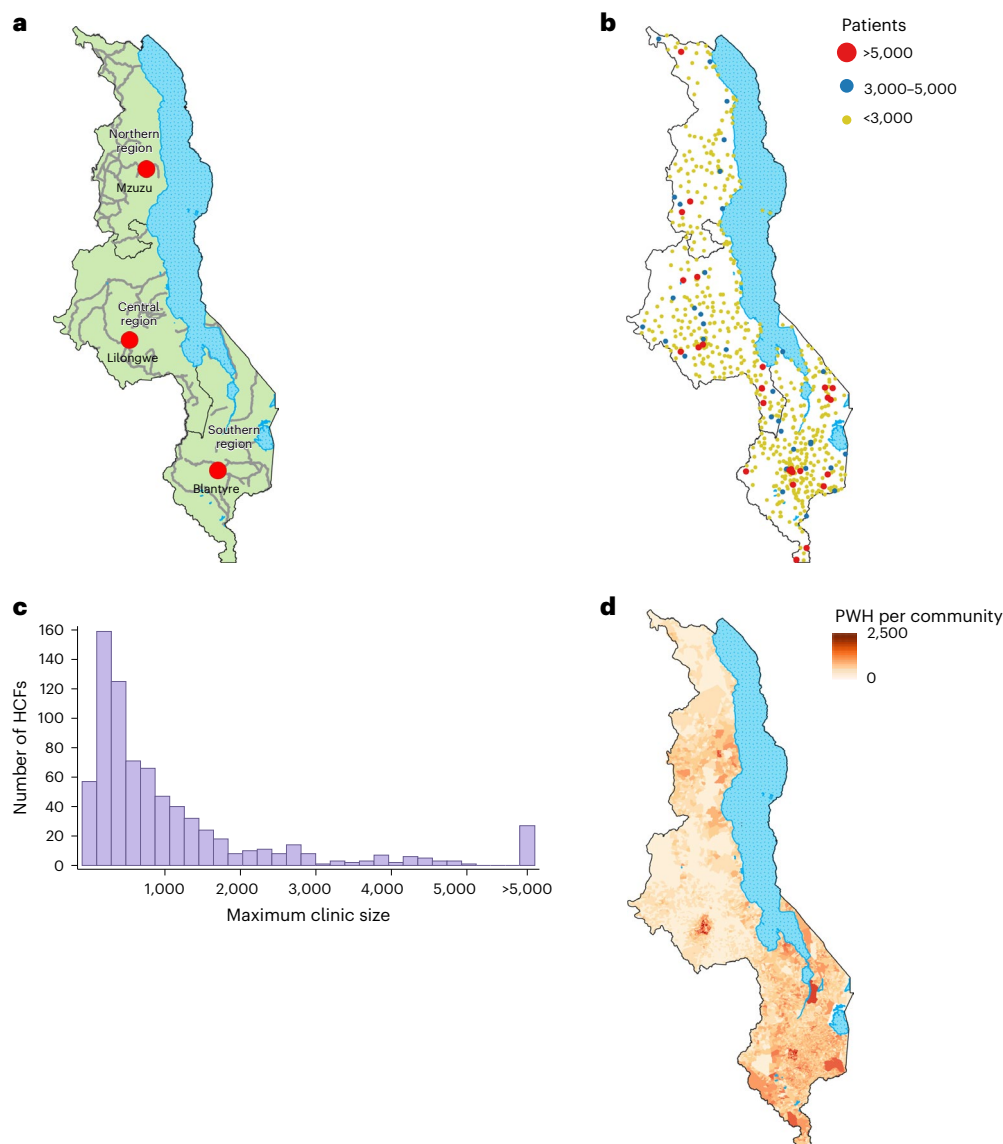 a
Northern
region
Mzuzu
Central
region
Lilongwe
Southern
region
Blantyre
b
Patients
>5,000
3,000–5,000
<3,000
c
Number of HCFs
160
140
120
100
80
60
40
20
0
1,000
2,000
3,000
4,000
5,000
>5,000
Maximum clinic size
d
PWH per community
2,500
0